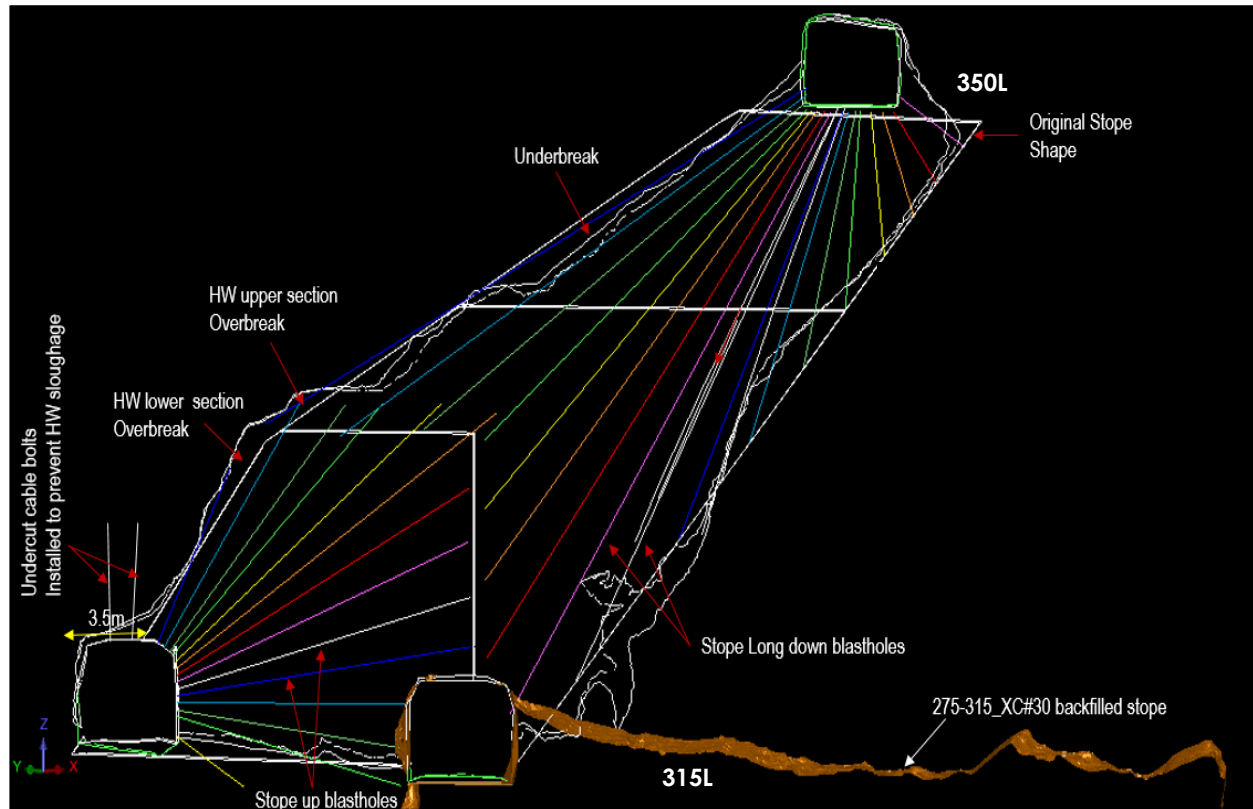 350L
Original Stope
Shape
Underbreak
HW upper section
Overbreak
HW lower section
Overbreak
Undercut cable bolts
Installed to prevent HW sloughage
3.5m
Stope Long down blastholes
275-315_XC#30 backfilled stope
315L
Stope up blastholes
Z
Y
X